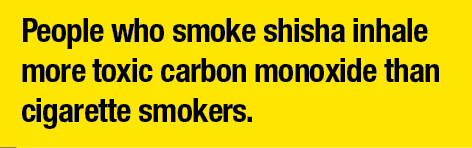 People who smoke shisha inhale
more toxic carbon monoxide than
cigarette smokers.